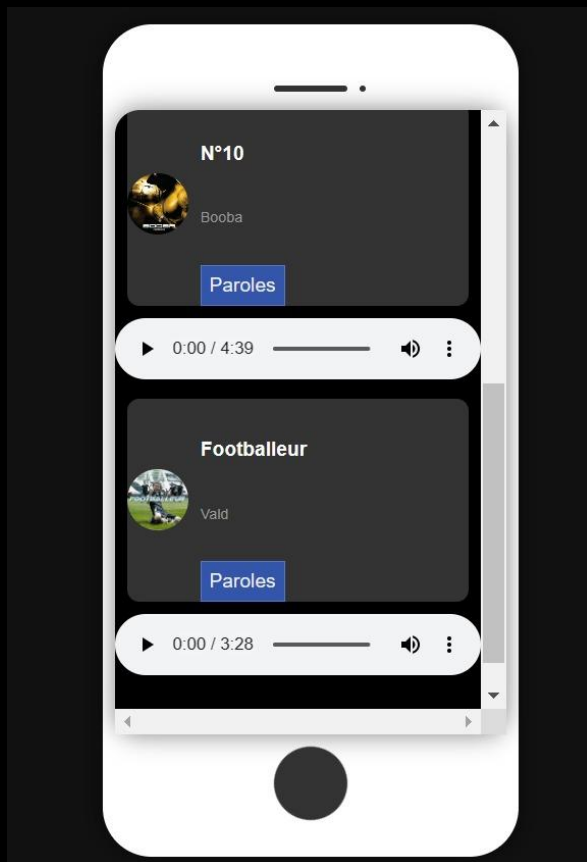 N°10
Booba
Paroles
0:00 / 4:39
Footballeur
Vald
Paroles
0:00 / 3:28